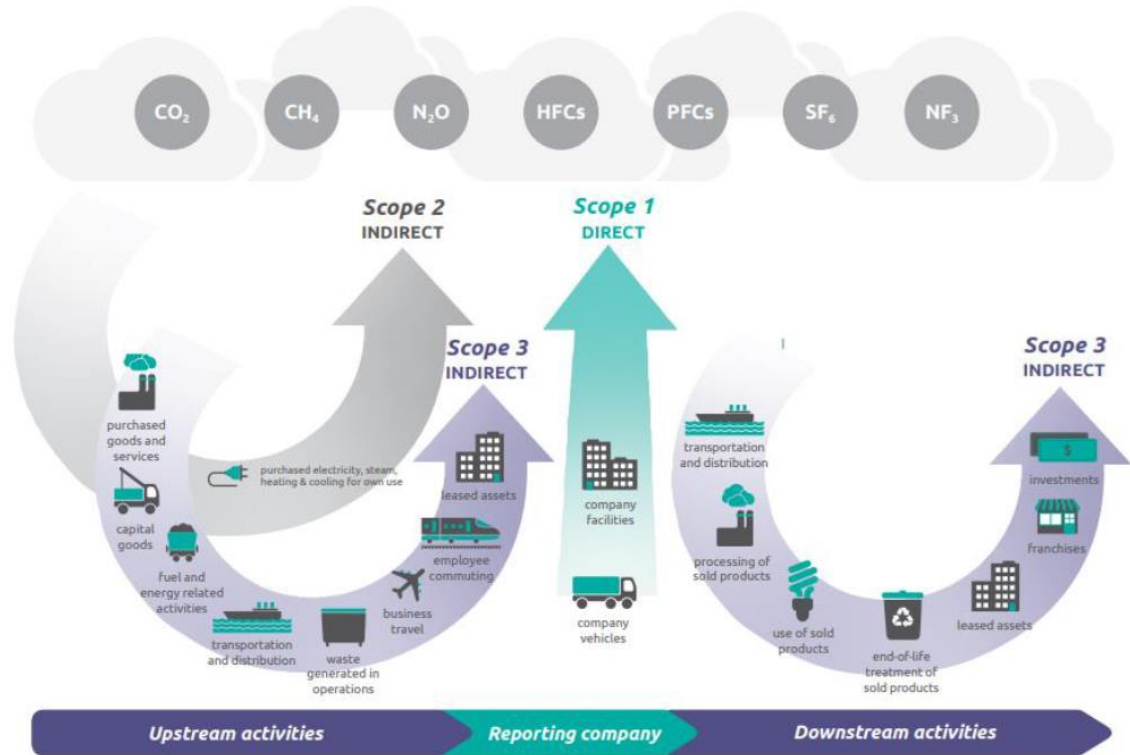 CO₂
CH₄
N₂O
HFCs
PFCs
SF₆
NF₃
Scope 2
INDIRECT
Scope 1
DIRECT
Scope 3
INDIRECT
Scope 3
INDIRECT
purchased
goods and
services
capital
goods
fuel and
energy related
activities
transportation
and distribution
waste
generated in
operations
business
travel
employee
commuting
leased assets
purchased electricity, steam,
heating & cooling for own use
company
facilities
company
vehicles
transportation
and distribution
processing of
sold products
use of sold
products
end-of-life
treatment of
sold products
leased assets
franchises
investments
$
Upstream activities
Reporting company
Downstream activities